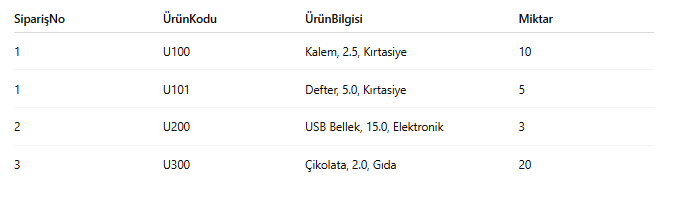 SiparişNo ÜrünKodu ÜrünBilgisi Miktar
1 U100 Kalem, 2.5, Kırtasiye 10
1 U101 Defter, 5.0, Kırtasiye 5
2 U200 USB Bellek, 15.0, Elektronik 3
3 U300 Çikolata, 2.0, Gıda 20